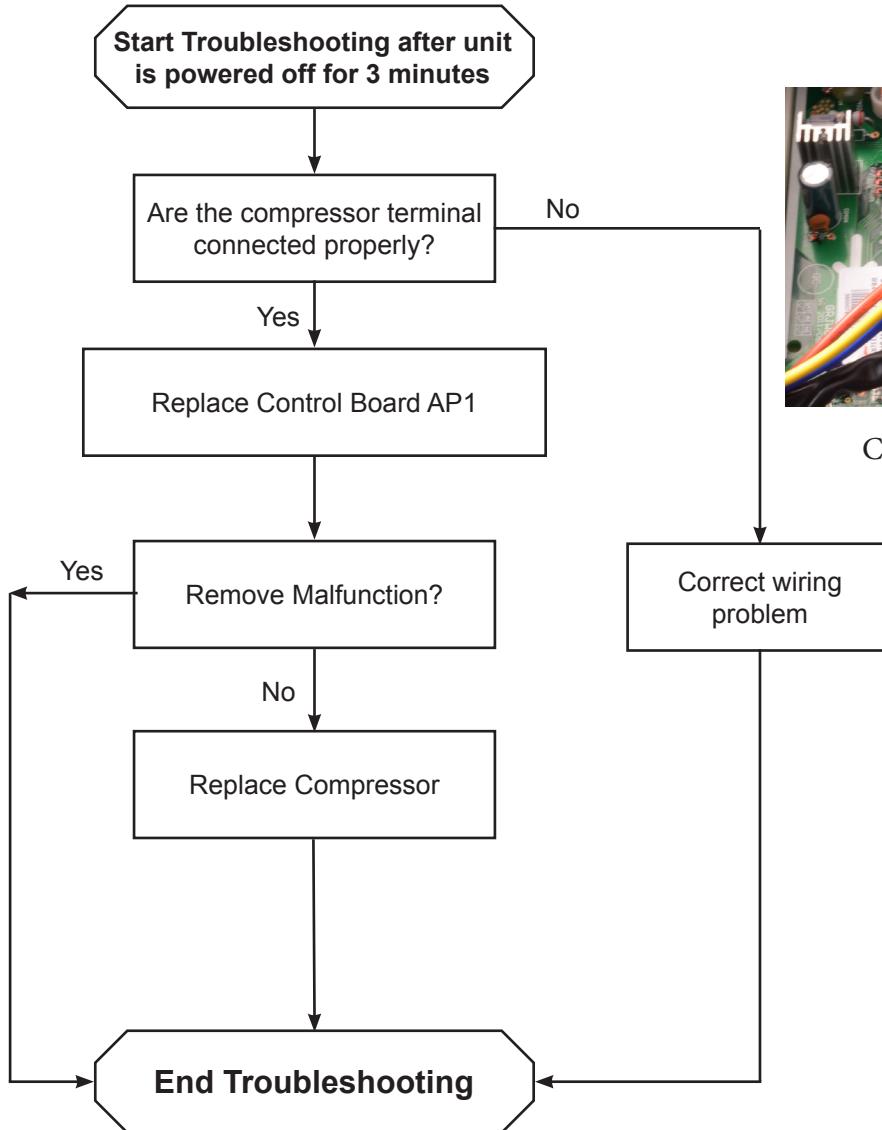 Start Troubleshooting after unit
is powered off for 3 minutes
Are the compressor terminal
connected properly?
No
Yes
Replace Control Board AP1
C
Yes
Remove Malfunction?
Correct wiring
problem
No
Replace Compressor
End Troubleshooting